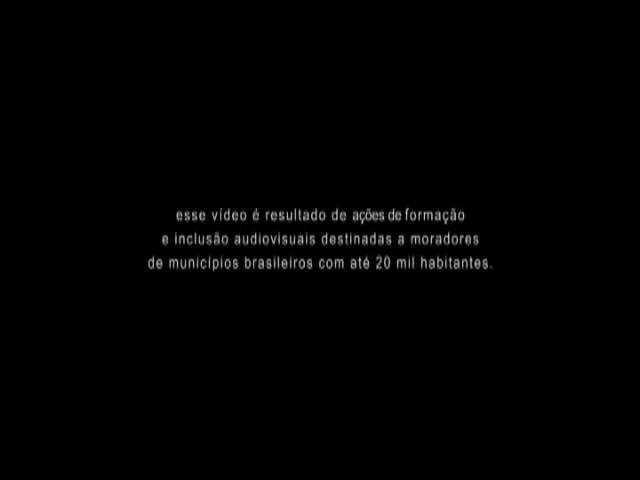 esse vídeo é resultado de ações de formação
e inclusão audiovisuais destinadas a moradores
de municípios brasileiros com até 20 mil habitantes.